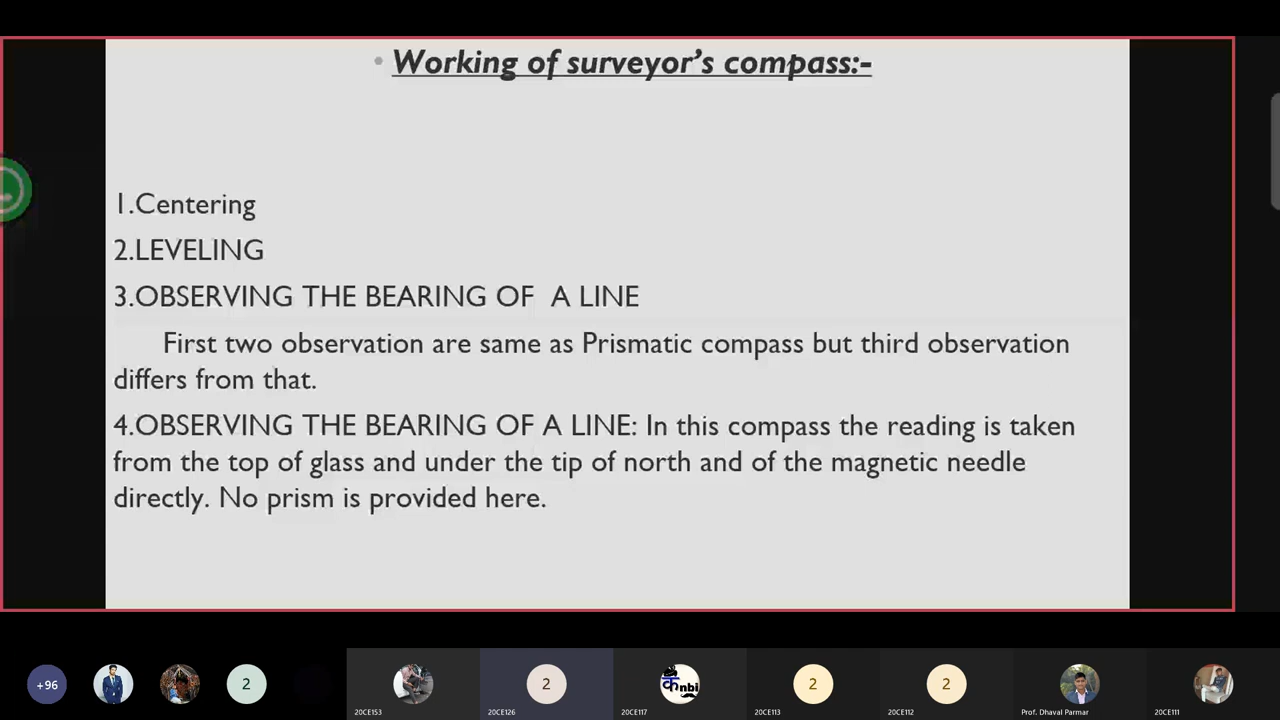 Working of surveyor's compass:-
1.Centering
2.LEVELING
3.OBSERVING THE BEARING OF A LINE
First two observation are same as Prismatic compass but third observation
differs from that.
4.OBSERVING THE BEARING OF A LINE: In this compass the reading is taken
from the top of glass and under the tip of north and of the magnetic needle
directly. No prism is provided here.
+96
2
2
कnbi
2
2
20CE153
20CE126
20CE117
20CE113
20CE112
Prof. Dhaval Parmar
20CE111